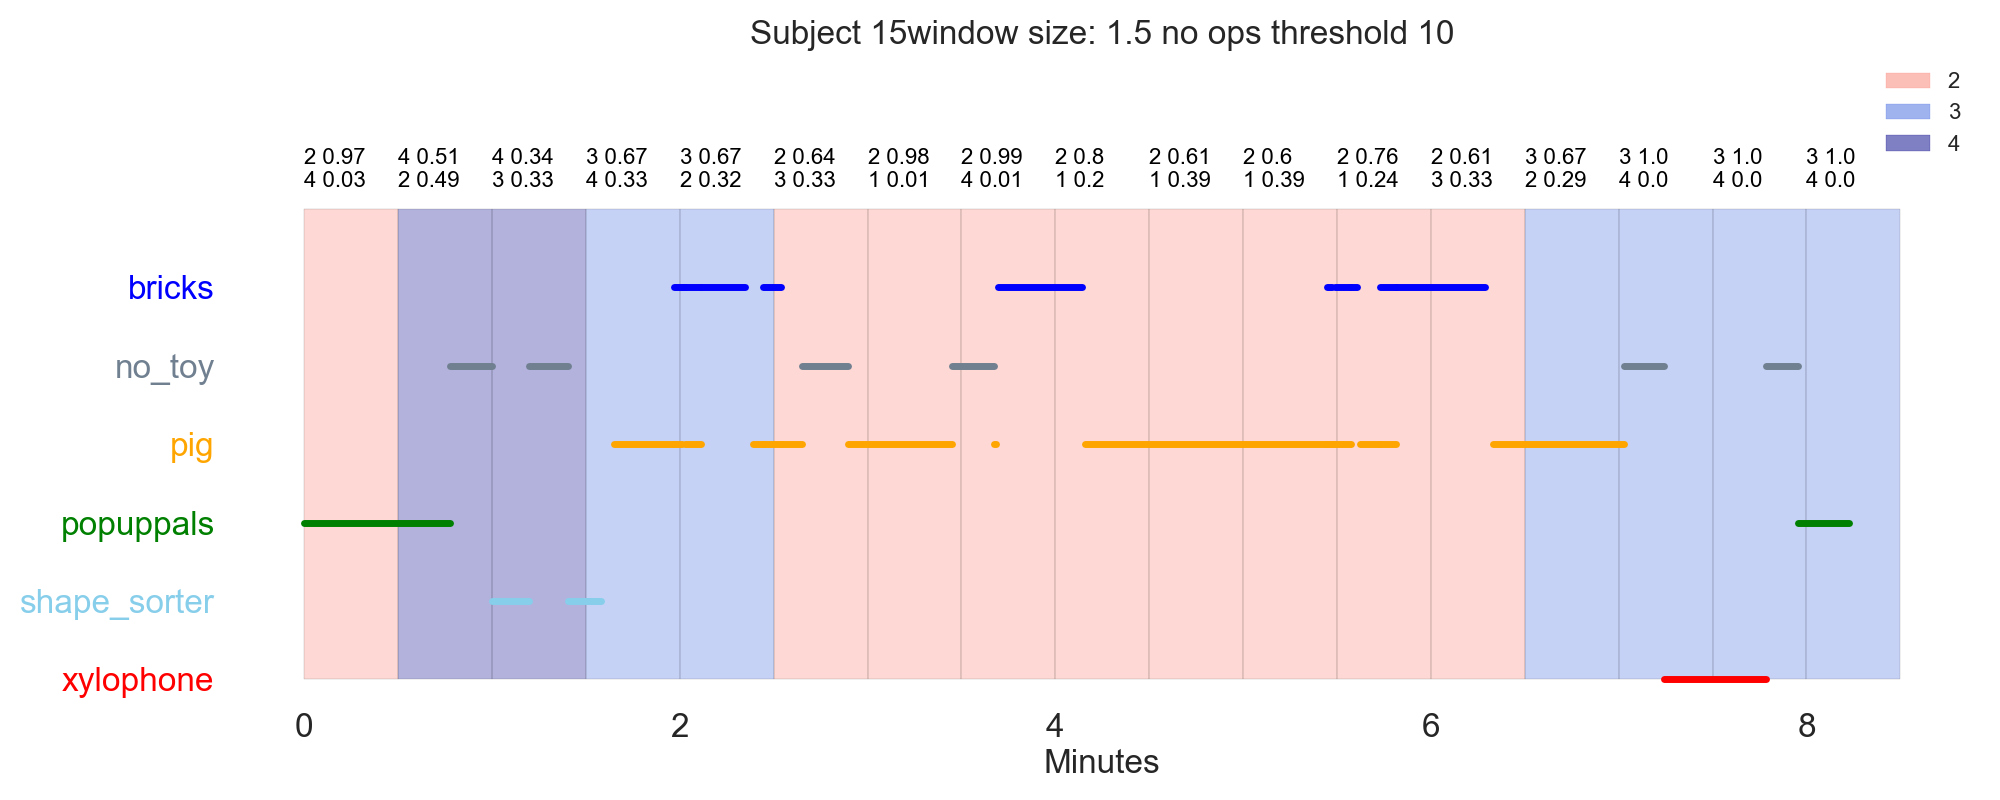 Subject 15window size: 1.5 no ops threshold 10
2
3
4
2 0.97 4 0.51 4 0.34 3 0.67 3 0.67 2 0.64 2 0.98 2 0.99 2 0.8 2 0.61 2 0.6 2 0.76 2 0.61 3 0.67 3 1.0 3 1.0 3 1.0
4 0.03 2 0.49 3 0.33 4 0.33 2 0.32 3 0.33 1 0.01 4 0.01 1 0.2 1 0.39 1 0.39 1 0.24 3 0.33 2 0.29 4 0.0 4 0.0 4 0.0
bricks
no_toy
pig
popuppals
shape_sorter
xylophone
0 2 4 6 8
Minutes